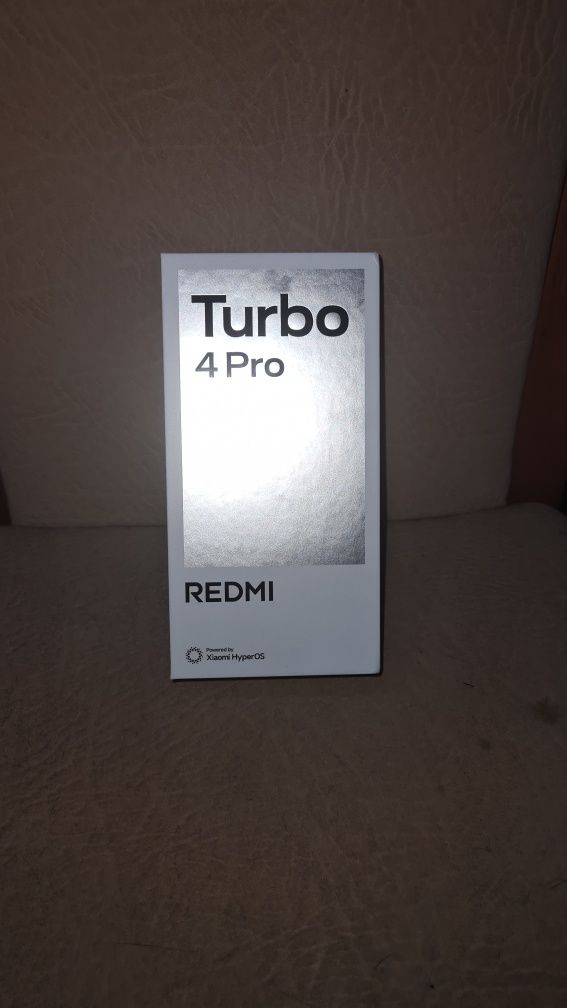 Turbo
4 Pro
REDMI
Powered by
Xiaomi HyperOS